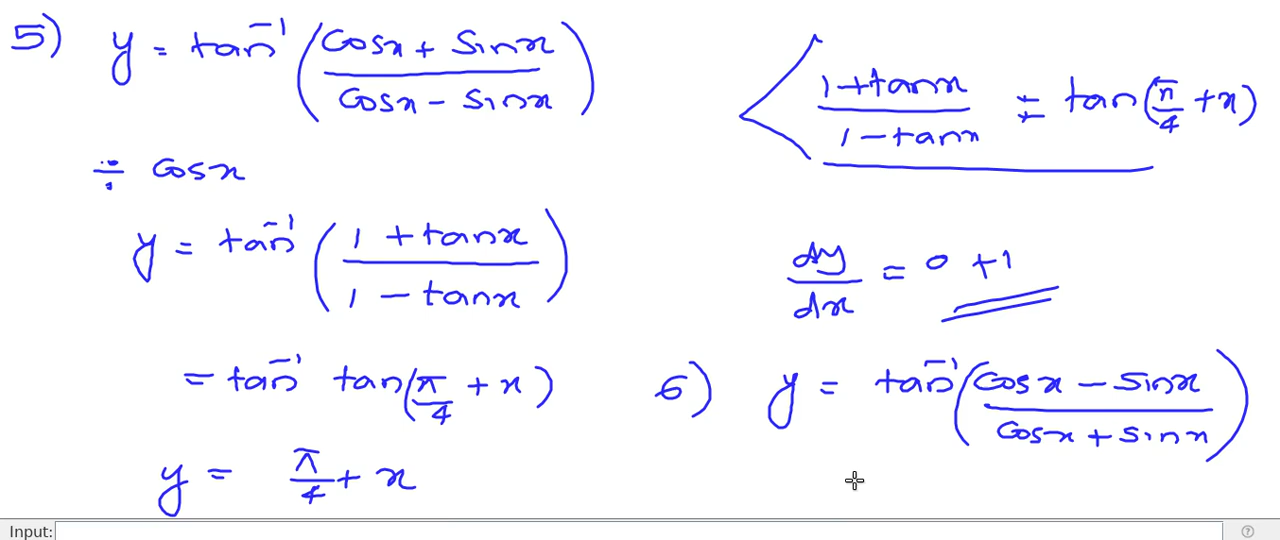 5) y = tan⁻¹ (cosx + sinx / cosx - sinx)
÷ cosx
y = tan⁻¹ (1 + tanx / 1 - tanx)
= tan⁻¹ tan(π/4 + x)
y = π/4 + x
1+tanx / 1-tanx = tan(π/4 + x)
dy/dx = 0 + 1
6) y = tan⁻¹ (cosx - sinx / cosx + sinx)
Input: